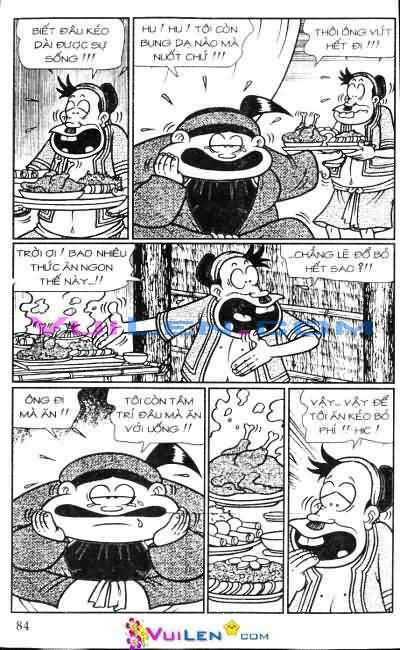 BIẾT ĐÂU KÉO
DÀI ĐƯỢC SỰ
SỐNG !!!
HU ! HU ! TÔI CÒN
BỤNG DẠ NÀO MÀ
NUỐT CHỨ !!!
THÔI ÔNG VỨT
HẾT ĐI !!!
TRỜI ƠI ! BAO NHIÊU
THỨC ĂN NGON
THẾ NÀY...!!
...CHẲNG LẼ ĐỔ BỎ
HẾT SAO ?!!
VUILEN.COM
ÔNG ĐI
MÀ ĂN !!
TÔI CÒN TÂM
TRÍ ĐÂU MÀ ĂN
VỚI UỐNG !!
VẬY... VẬY ĐỂ
TÔI ĂN KẺO BỎ
PHÍ !! HIC !
84
VUILEN.COM